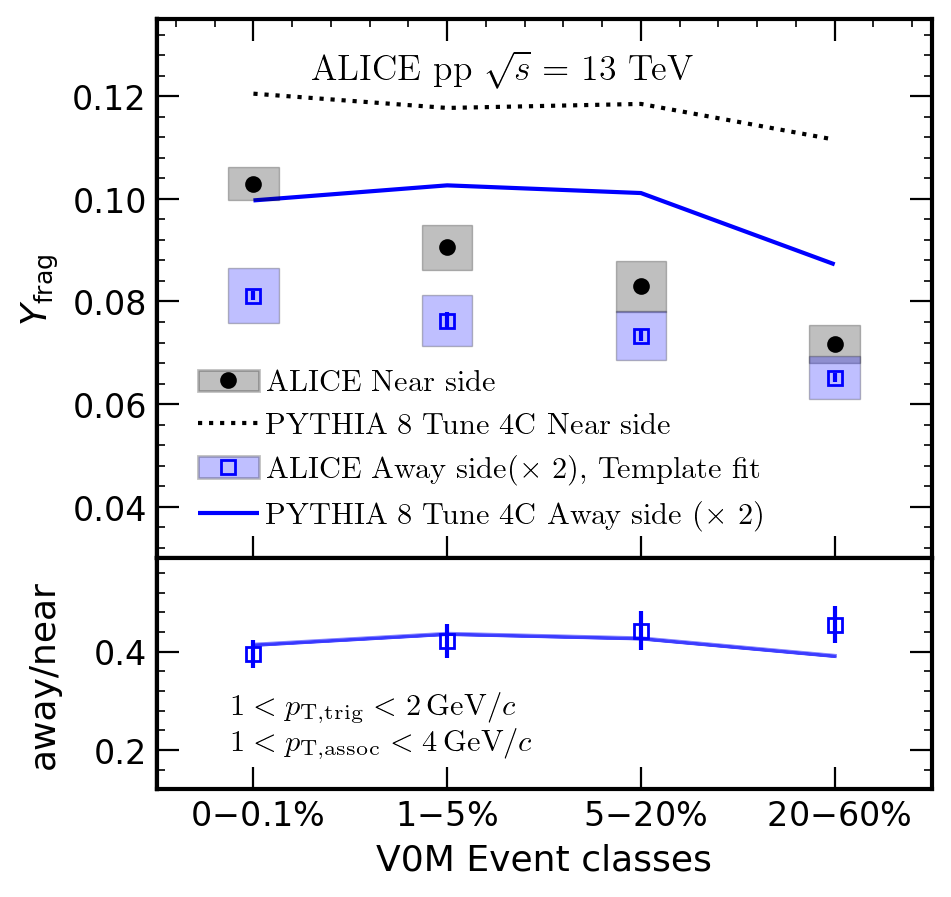 ALICE pp √s = 13 TeV
0.12
0.10
0.08
0.06
0.04
Y_frag
ALICE Near side
PYTHIA 8 Tune 4C Near side
ALICE Away side(× 2), Template fit
PYTHIA 8 Tune 4C Away side (× 2)
0.4
0.2
away/near
1 < p_T,trig < 2 GeV/c
1 < p_T,assoc < 4 GeV/c
0−0.1% 1−5% 5−20% 20−60%
V0M Event classes